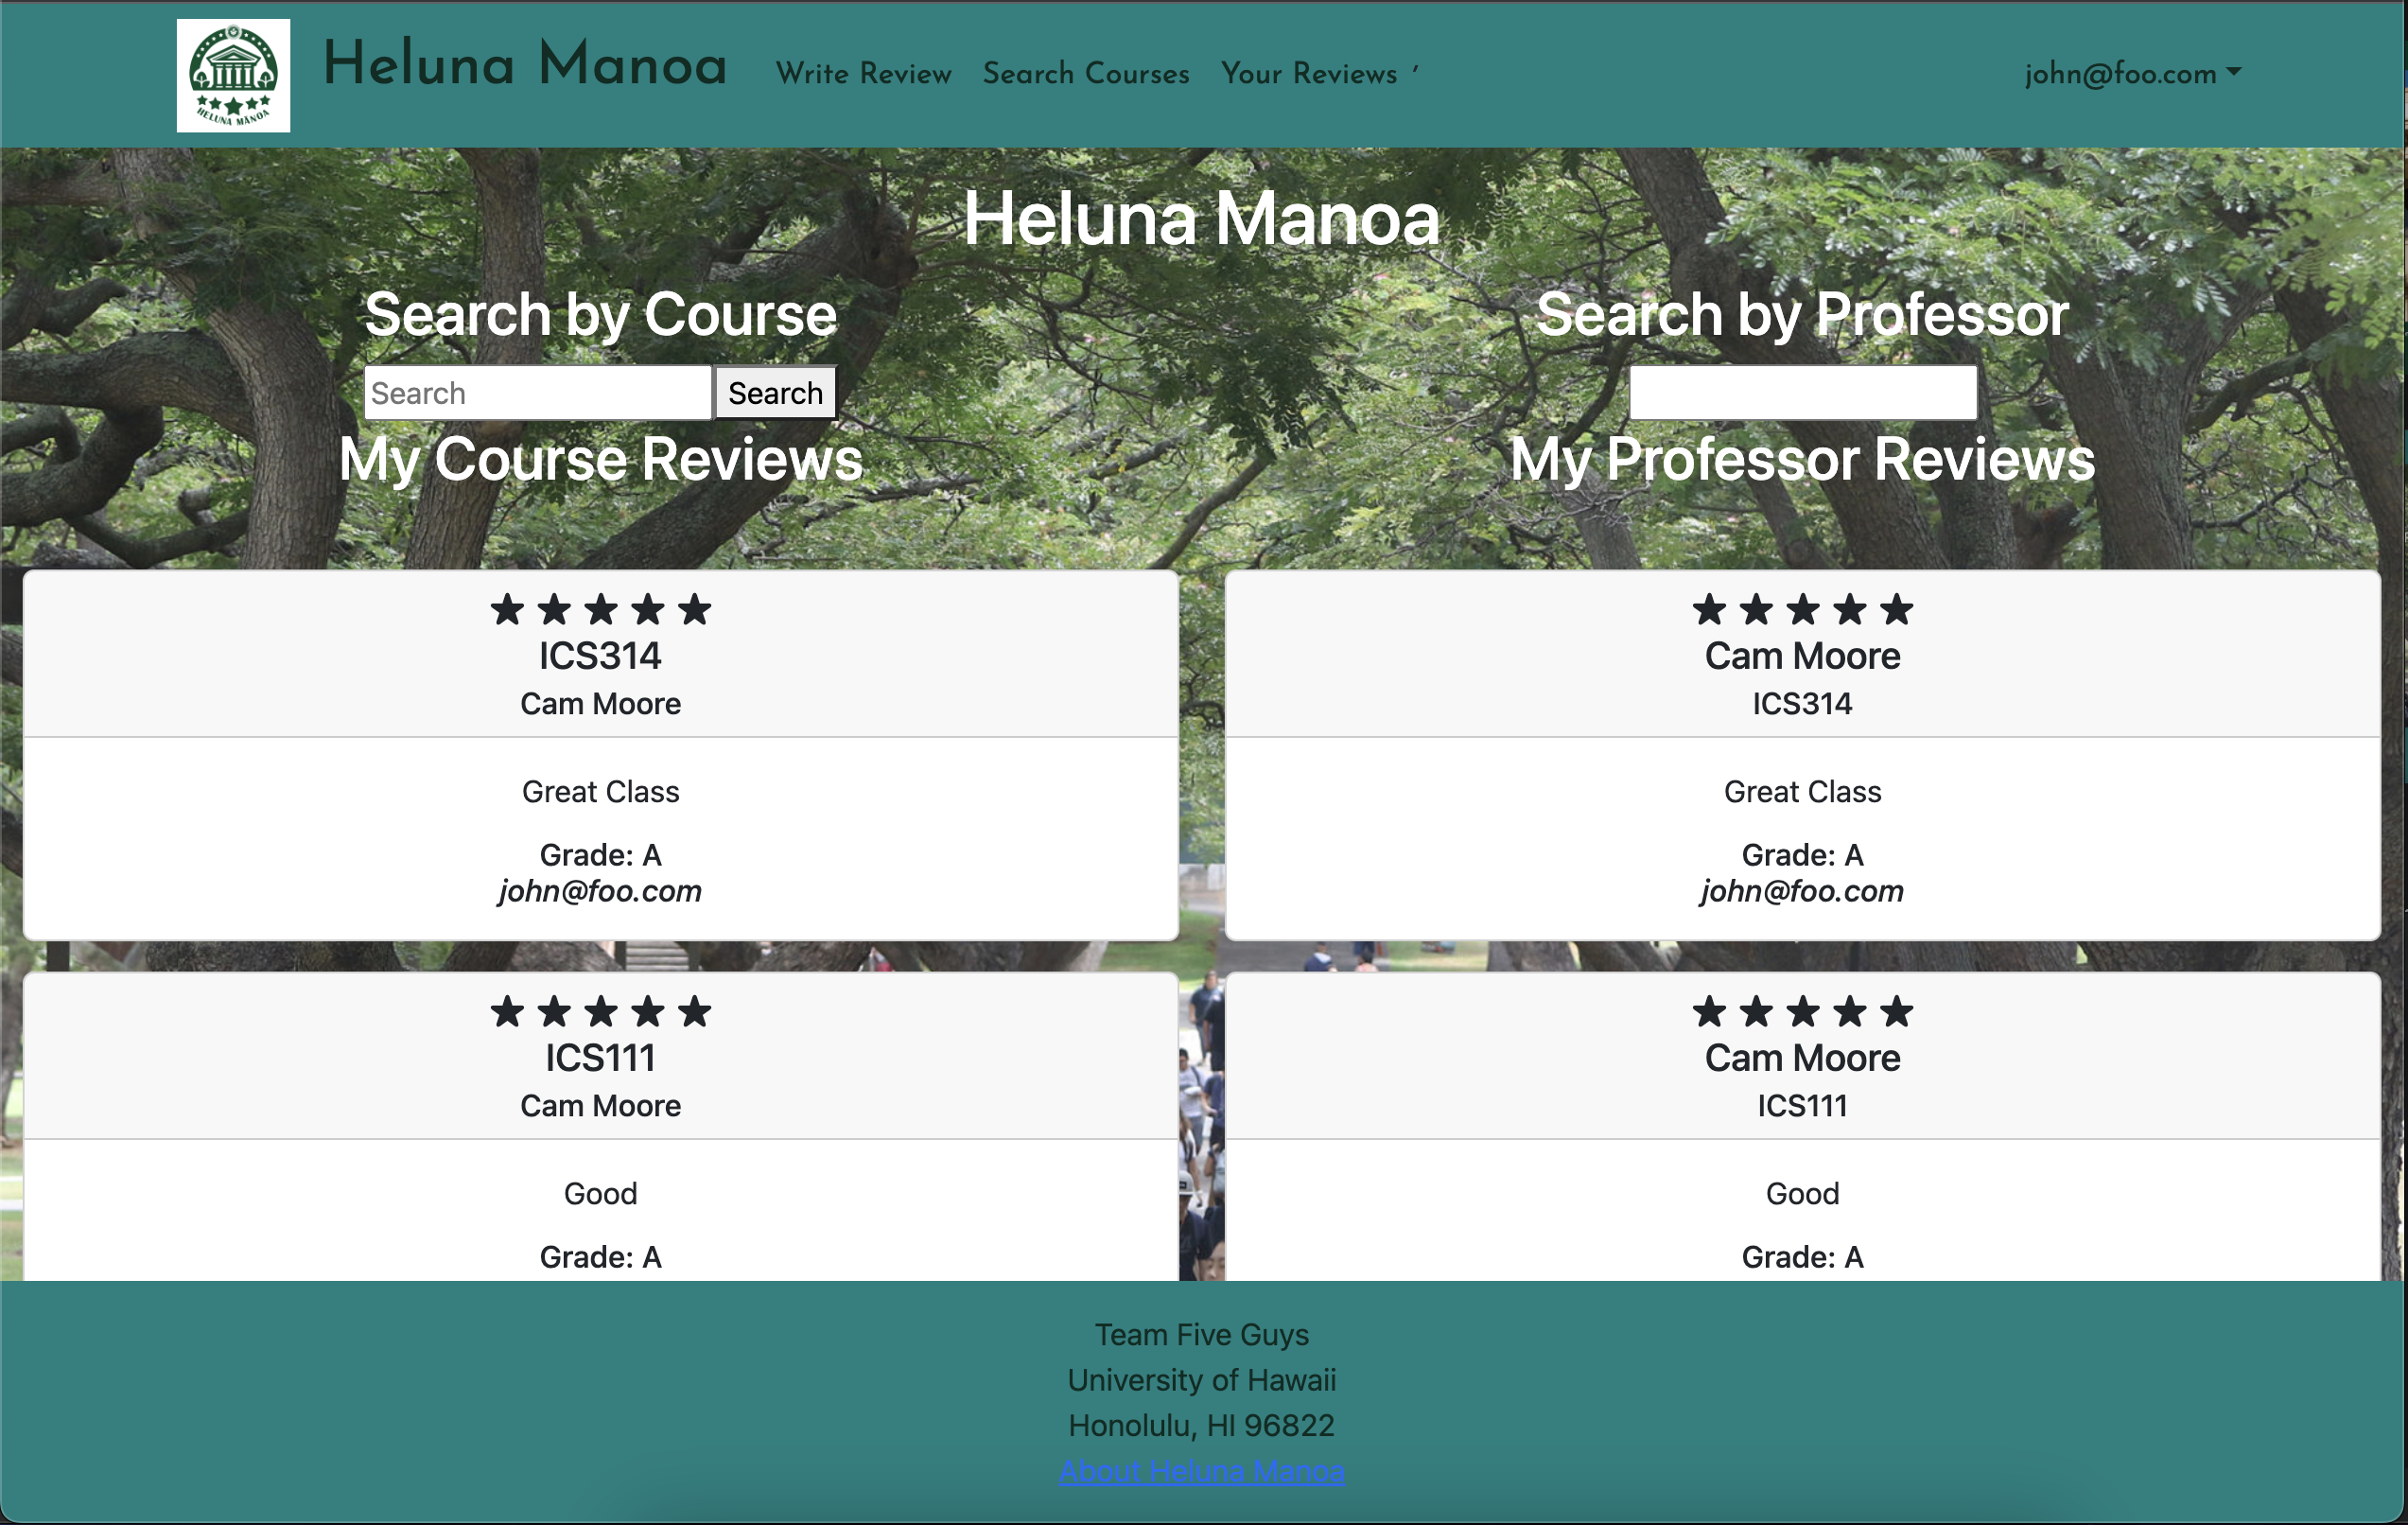 HELUNA MĀNOA
Heluna Manoa
Write Review
Search Courses
Your Reviews ʼ
john@foo.com
Heluna Manoa
Search by Course
Search
Search
My Course Reviews
Search by Professor
My Professor Reviews
ICS314
Cam Moore
Great Class
Grade: A
john@foo.com
Cam Moore
ICS314
Great Class
Grade: A
john@foo.com
ICS111
Cam Moore
Good
Grade: A
Cam Moore
ICS111
Good
Grade: A
Team Five Guys
University of Hawaii
Honolulu, HI 96822
About Heluna Manoa